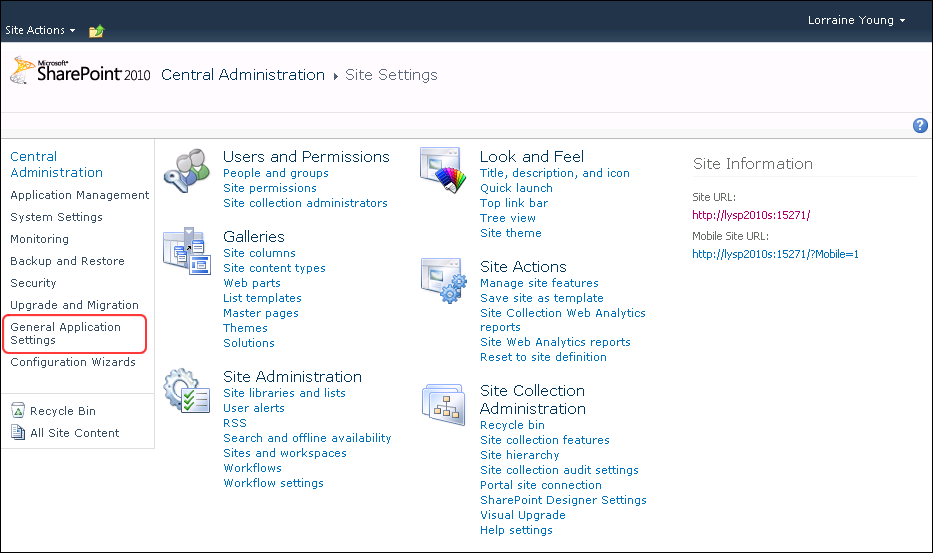 Site Actions
Lorraine Young
Microsoft®
SharePoint® 2010
Central Administration
Site Settings
Central
Administration
Application Management
System Settings
Monitoring
Backup and Restore
Security
Upgrade and Migration
General Application
Settings
Configuration Wizards
Recycle Bin
All Site Content
Users and Permissions
People and groups
Site permissions
Site collection administrators
Galleries
Site columns
Site content types
Web parts
List templates
Master pages
Themes
Solutions
Site Administration
Site libraries and lists
User alerts
RSS
Search and offline availability
Sites and workspaces
Workflows
Workflow settings
Look and Feel
Title, description, and icon
Quick launch
Top link bar
Tree view
Site theme
Site Actions
Manage site features
Save site as template
Site Collection Web Analytics
reports
Site Web Analytics reports
Reset to site definition
Site Collection
Administration
Recycle bin
Site collection features
Site hierarchy
Site collection audit settings
Portal site connection
SharePoint Designer Settings
Visual Upgrade
Help settings
Site Information
Site URL:
http://lysp2010s:15271/
Mobile Site URL:
http://lysp2010s:15271/?Mobile=1